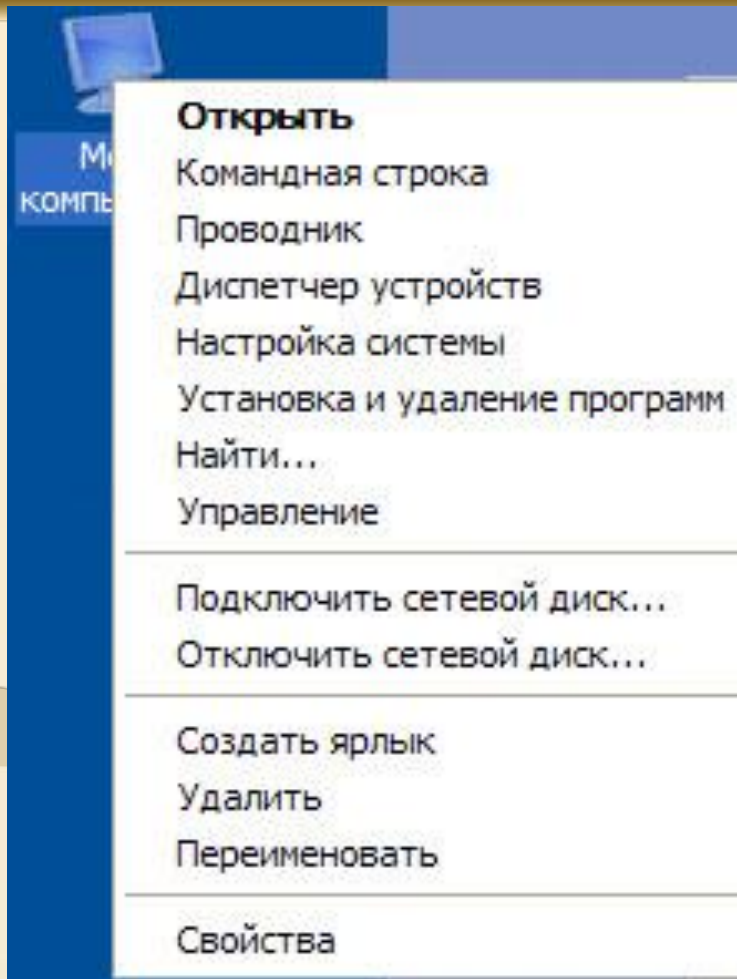 Открыть
Командная строка
Проводник
Диспетчер устройств
Настройка системы
Установка и удаление программ
Найти...
Управление
Подключить сетевой диск...
Отключить сетевой диск...
Создать ярлык
Удалить
Переименовать
Свойства